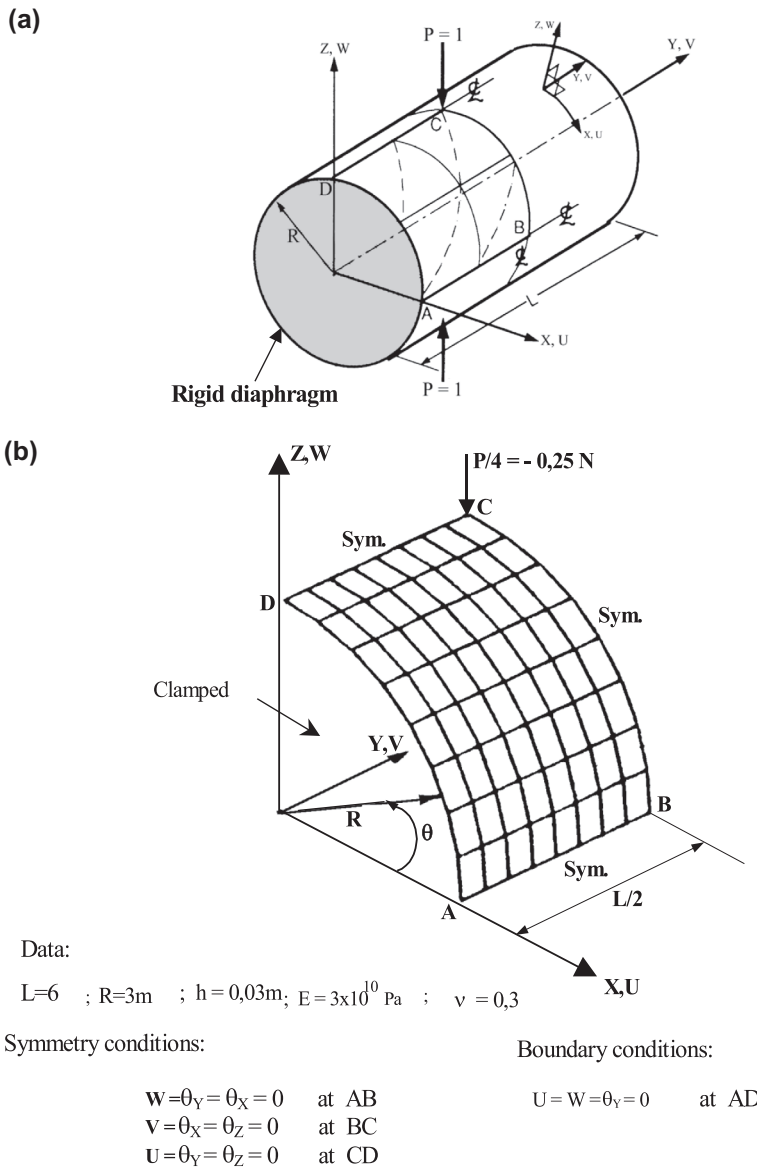 (a)
Z, W
P = 1
Z, W
Y, V
X, U
Y, V
C
D
R
B
A
L
X, U
P = 1
Rigid diaphragm
(b)
Z,W
P/4 = - 0,25 N
C
Sym.
D
Sym.
Clamped
Y,V
R
θ
B
Sym.
L/2
A
X,U
Data:
L=6 ; R=3m ; h = 0,03m; E = 3x10^10 Pa ; ν = 0,3
Symmetry conditions:
Boundary conditions:
W=θY = θX = 0 at AB
U = W =θY = 0 at AD
V = θX = θZ = 0 at BC
U = θY = θZ = 0 at CD